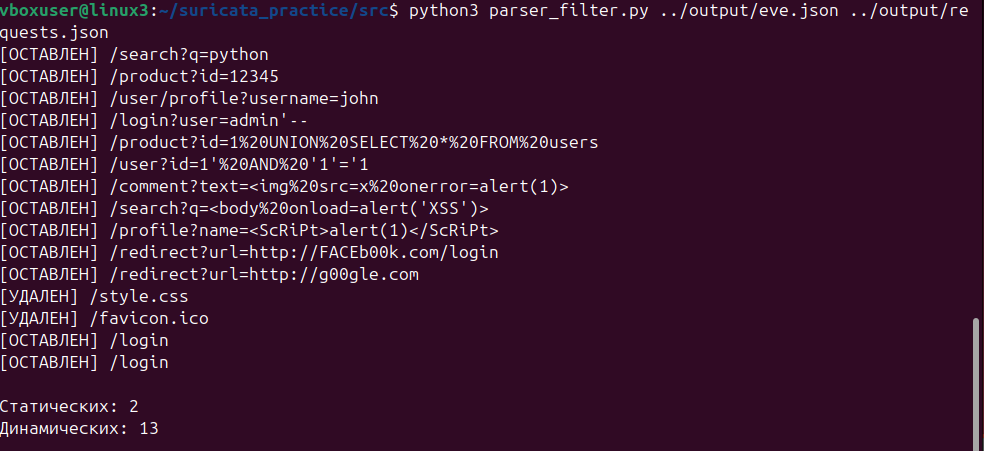 vboxuser@linux3:~/suricata_practice/src$ python3 parser_filter.py ../output/eve.json ../output/re
quests.json
[ОСТАВЛЕН] /search?q=python
[ОСТАВЛЕН] /product?id=12345
[ОСТАВЛЕН] /user/profile?username=john
[ОСТАВЛЕН] /login?user=admin'--
[ОСТАВЛЕН] /product?id=1%20UNION%20SELECT%20*%20FROM%20users
[ОСТАВЛЕН] /user?id=1'%20AND%20'1'='1
[ОСТАВЛЕН] /comment?text=<img%20src=x%20onerror=alert(1)>
[ОСТАВЛЕН] /search?q=<body%20onload=alert('XSS')>
[ОСТАВЛЕН] /profile?name=<ScRiPt>alert(1)</ScRiPt>
[ОСТАВЛЕН] /redirect?url=http://FACEb00k.com/login
[ОСТАВЛЕН] /redirect?url=http://g00gle.com
[УДАЛЕН] /style.css
[УДАЛЕН] /favicon.ico
[ОСТАВЛЕН] /login
[ОСТАВЛЕН] /login
Статических: 2
Динамических: 13